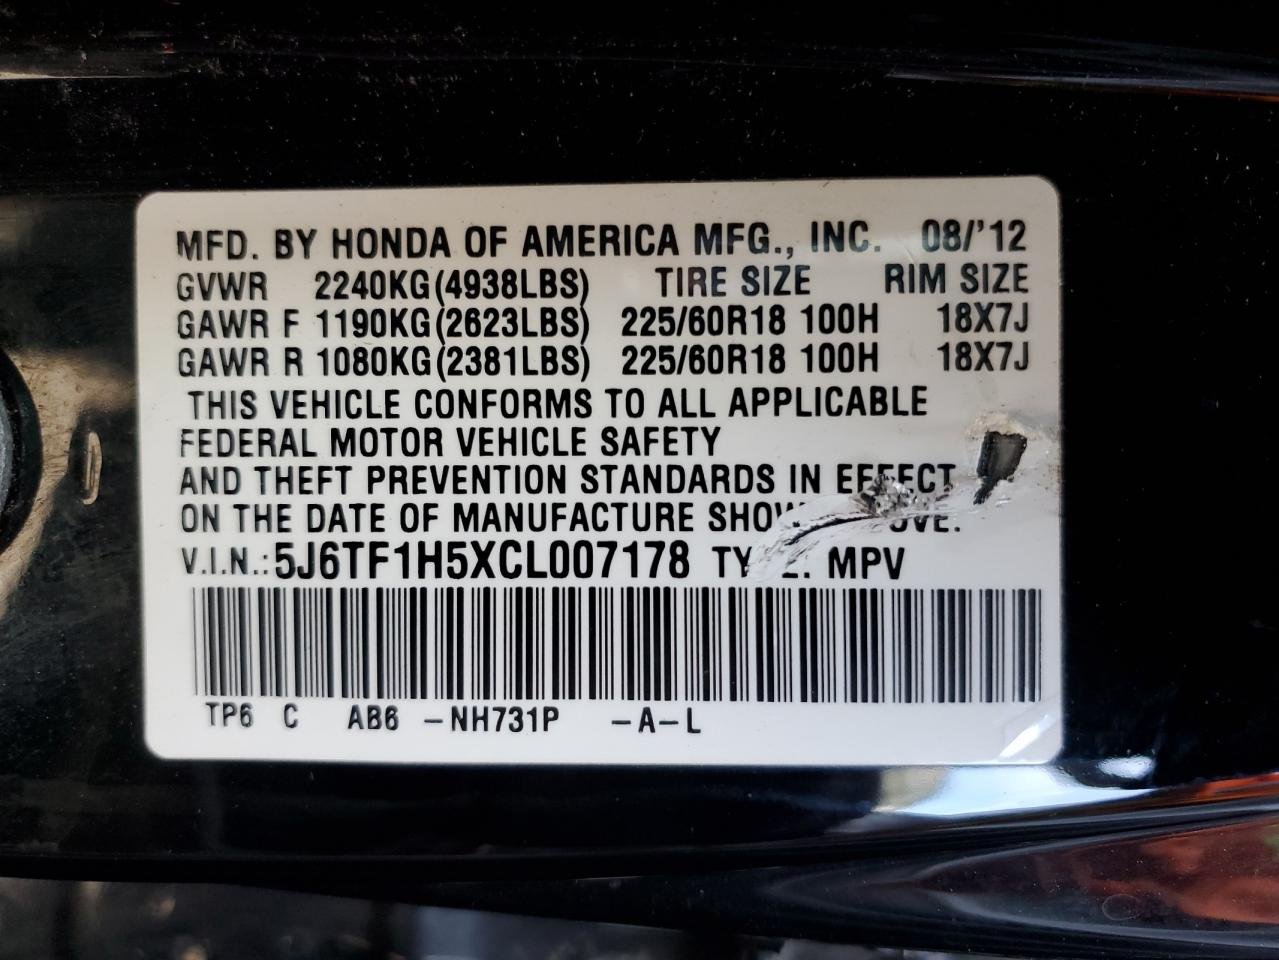 MFD. BY HONDA OF AMERICA MFG., INC. 08/'12
GVWR 2240KG(4938LBS) TIRE SIZE RIM SIZE
GAWR F 1190KG(2623LBS) 225/60R18 100H 18X7J
GAWR R 1080KG(2381LBS) 225/60R18 100H 18X7J
THIS VEHICLE CONFORMS TO ALL APPLICABLE
FEDERAL MOTOR VEHICLE SAFETY
AND THEFT PREVENTION STANDARDS IN EFFECT
ON THE DATE OF MANUFACTURE
V.I.N.: 5J6TF1H5XCL007178 MPV
TP6 C AB6 -NH731P -A-L